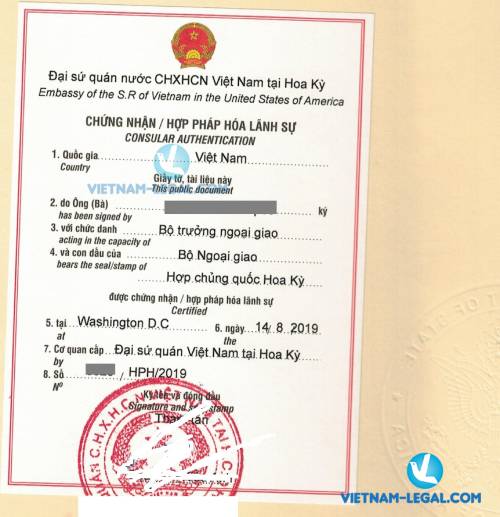 Đại sứ quán nước CHXHCN Việt Nam tại Hoa Kỳ
Embassy of the S.R of Vietnam in the United States of America
CHỨNG NHẬN / HỢP PHÁP HÓA LÃNH SỰ
CONSULAR AUTHENTICATION
1. Quốc gia Việt Nam
Country
VIETNAM-LEGAL.COM
Giấy tờ, tài liệu này
This public document
2. do Ông (Bà) ký
has been signed by
3. với chức danh Bộ trưởng ngoại giao
acting in the capacity of
4. và con dấu của Bộ Ngoại giao
bears the seal/stamp of
Hợp chủng quốc Hoa Kỳ
được chứng nhận / hợp pháp hóa lãnh sự
Certified
5. tại Washington D.C 6. ngày 14/ 8 /2019
at the
7. Cơ quan cấp Đại sứ quán Việt Nam tại Hoa Kỳ
by
8. Số / HPH/2019
Nº
Ký tên và đóng dấu
Signature and stamp
VIETNAM-LEGAL.COM